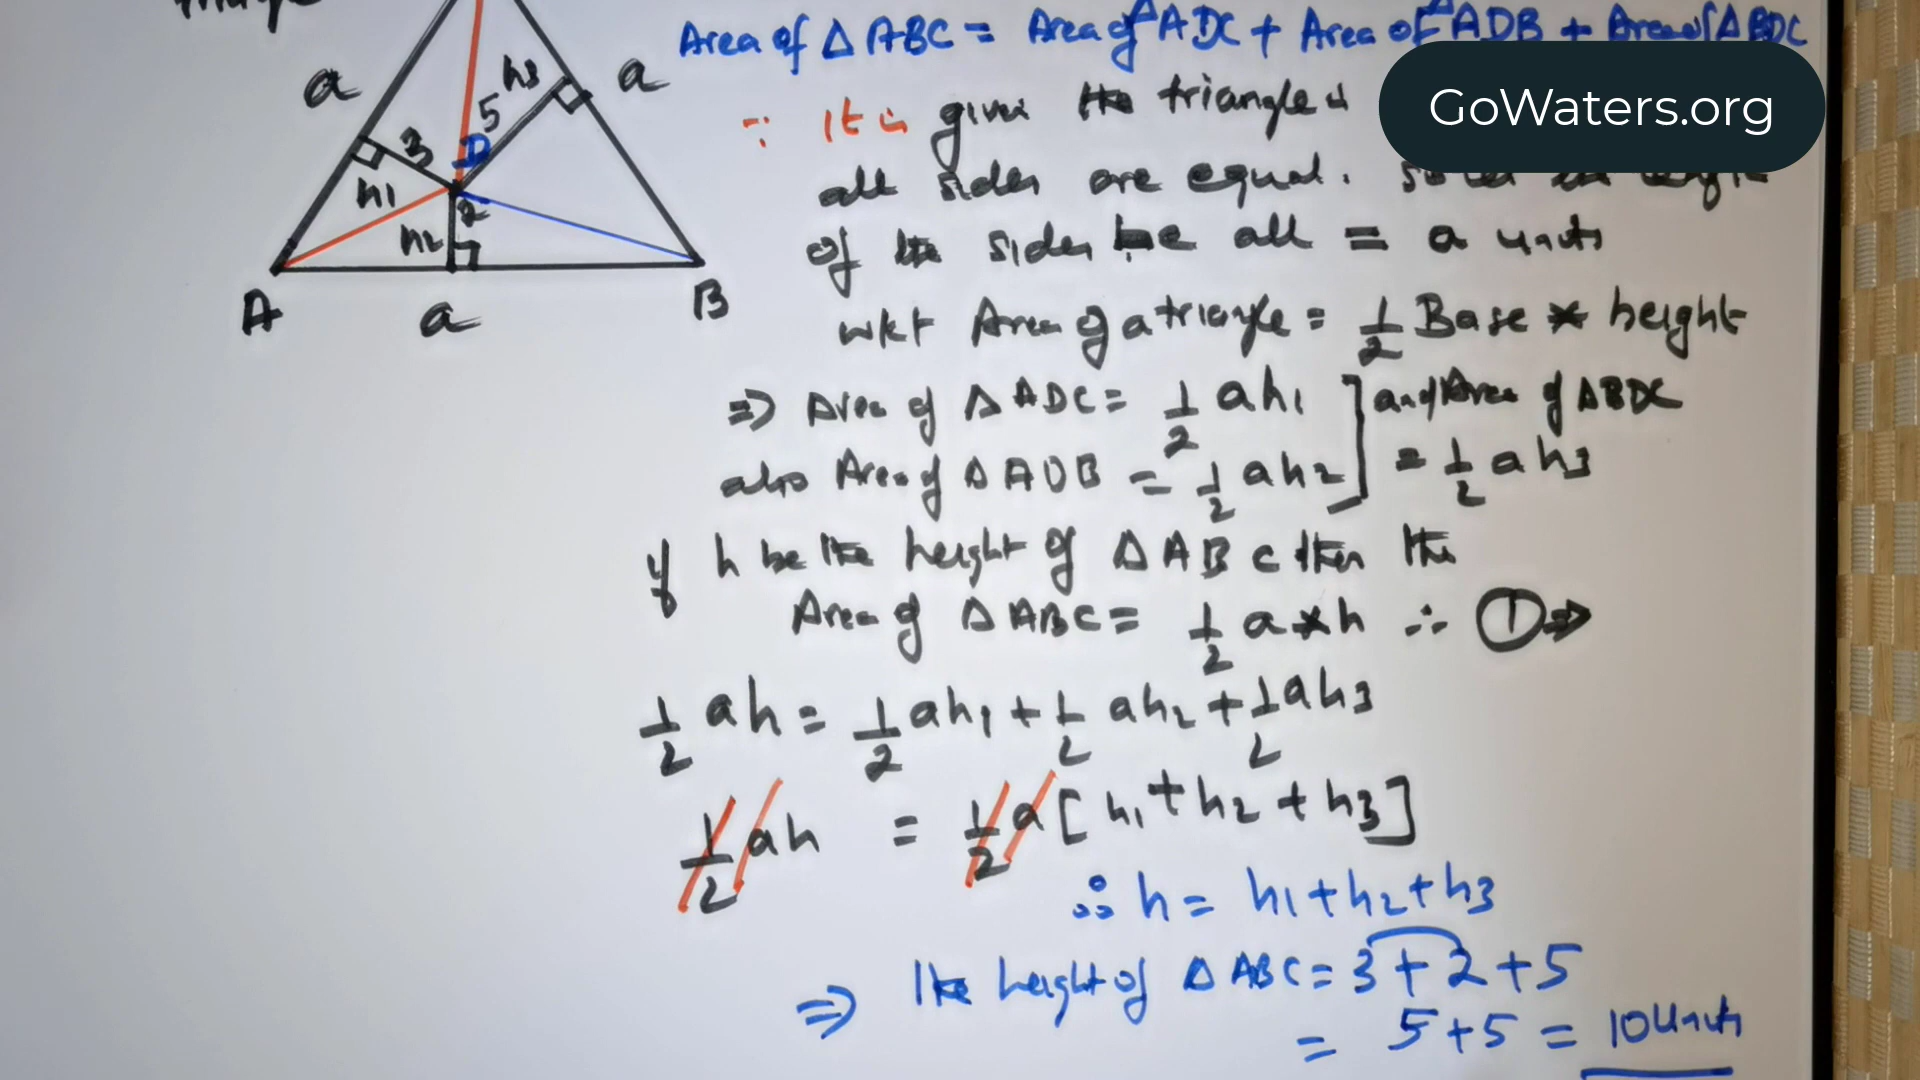 Area of Δ ABC = Area of Δ ADC + Area of Δ ADB + Area of Δ BDC
GoWaters.org
∵ It is given the triangle is
all sides are equal. So let the length
of the sides be all = a units
wkt Area of a triangle = 1/2 Base * height
⇒ Area of Δ ADC = 1/2 ah1 ] and Area of Δ BDC
also Area of Δ ADB = 1/2 ah2 ] = 1/2 ah3
if h be the height of Δ ABC then the
Area of Δ ABC = 1/2 a*h ∴ ① ⇒
1/2 ah = 1/2 ah1 + 1/2 ah2 + 1/2 ah3
1/2 ah = 1/2 a [h1 + h2 + h3]
∴ h = h1 + h2 + h3
⇒ The height of Δ ABC = 3 + 2 + 5
= 5 + 5 = 10 units
a
h3
a
5
3
D
h1
2
h2
A
a
B